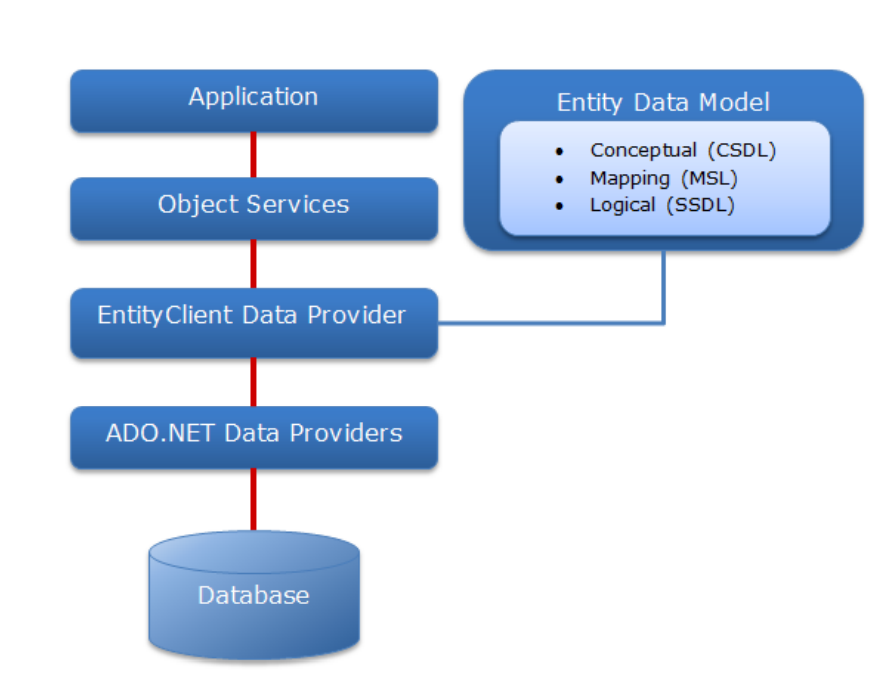 Application
Object Services
EntityClient Data Provider
ADO.NET Data Providers
Database
Entity Data Model
• Conceptual (CSDL)
• Mapping (MSL)
• Logical (SSDL)